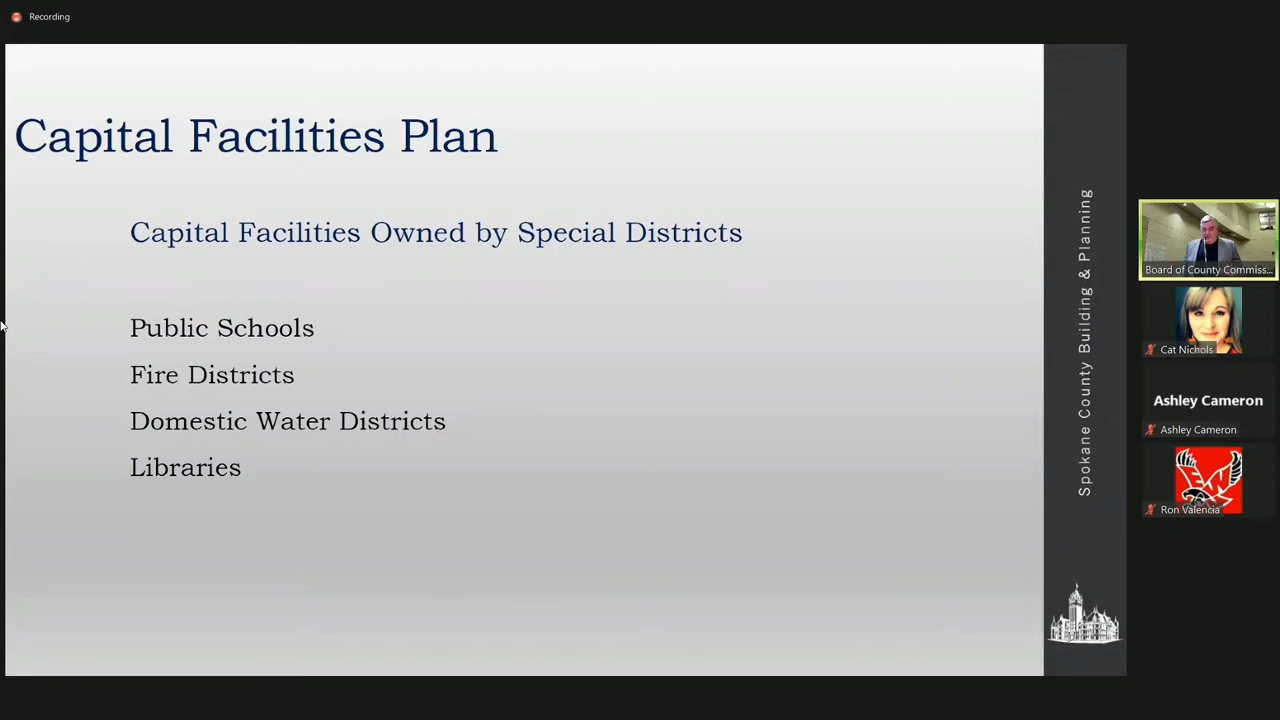 Recording
Capital Facilities Plan
Capital Facilities Owned by Special Districts
Public Schools
Fire Districts
Domestic Water Districts
Libraries
Spokane County Building & Planning
Board of County Commiss...
Cat Nichols
Ashley Cameron
Ashley Cameron
Ron Valencia